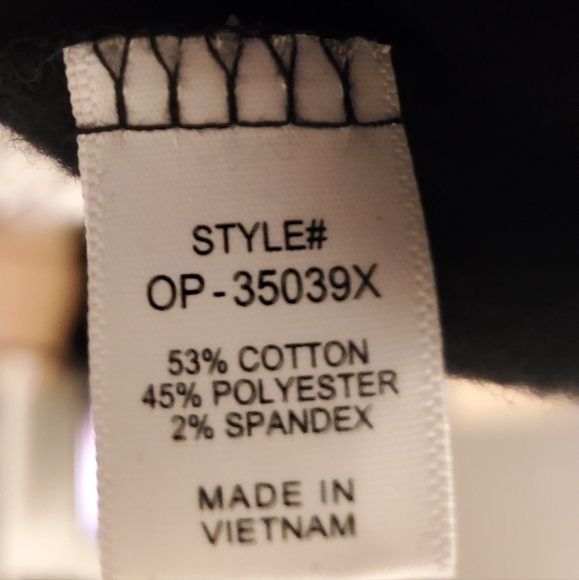 STYLE#
OP-35039X
53% COTTON
45% POLYESTER
2% SPANDEX
MADE IN
VIETNAM